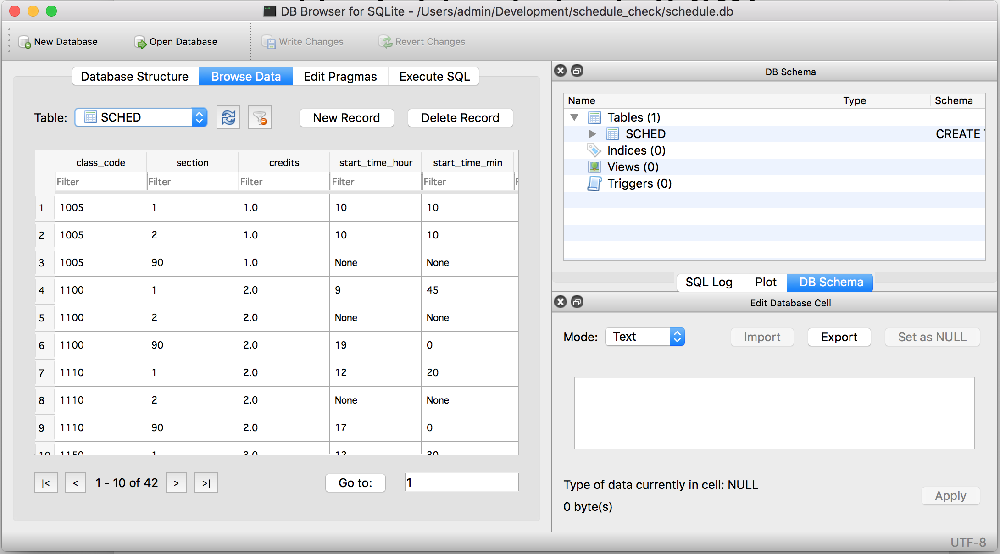 DB Browser for SQLite - /Users/admin/Development/schedule_check/schedule.db
New Database Open Database Write Changes Revert Changes
Database Structure Browse Data Edit Pragmas Execute SQL
Table: SCHED New Record Delete Record
class_code section credits start_time_hour start_time_min
Filter Filter Filter Filter Filter
1 1005 1 1.0 10 10
2 1005 2 1.0 10 10
3 1005 90 1.0 None None
4 1100 1 2.0 9 45
5 1100 2 2.0 None None
6 1100 90 2.0 19 0
7 1110 1 2.0 12 20
8 1110 2 2.0 None None
9 1110 90 2.0 17 0
10 1150 1 3.0 12 30
|< < 1 - 10 of 42 > >| Go to: 1
DB Schema
Name Type Schema
Tables (1)
SCHED CREATE
Indices (0)
Views (0)
Triggers (0)
SQL Log Plot DB Schema
Edit Database Cell
Mode: Text Import Export Set as NULL
Type of data currently in cell: NULL
0 byte(s)
Apply
UTF-8